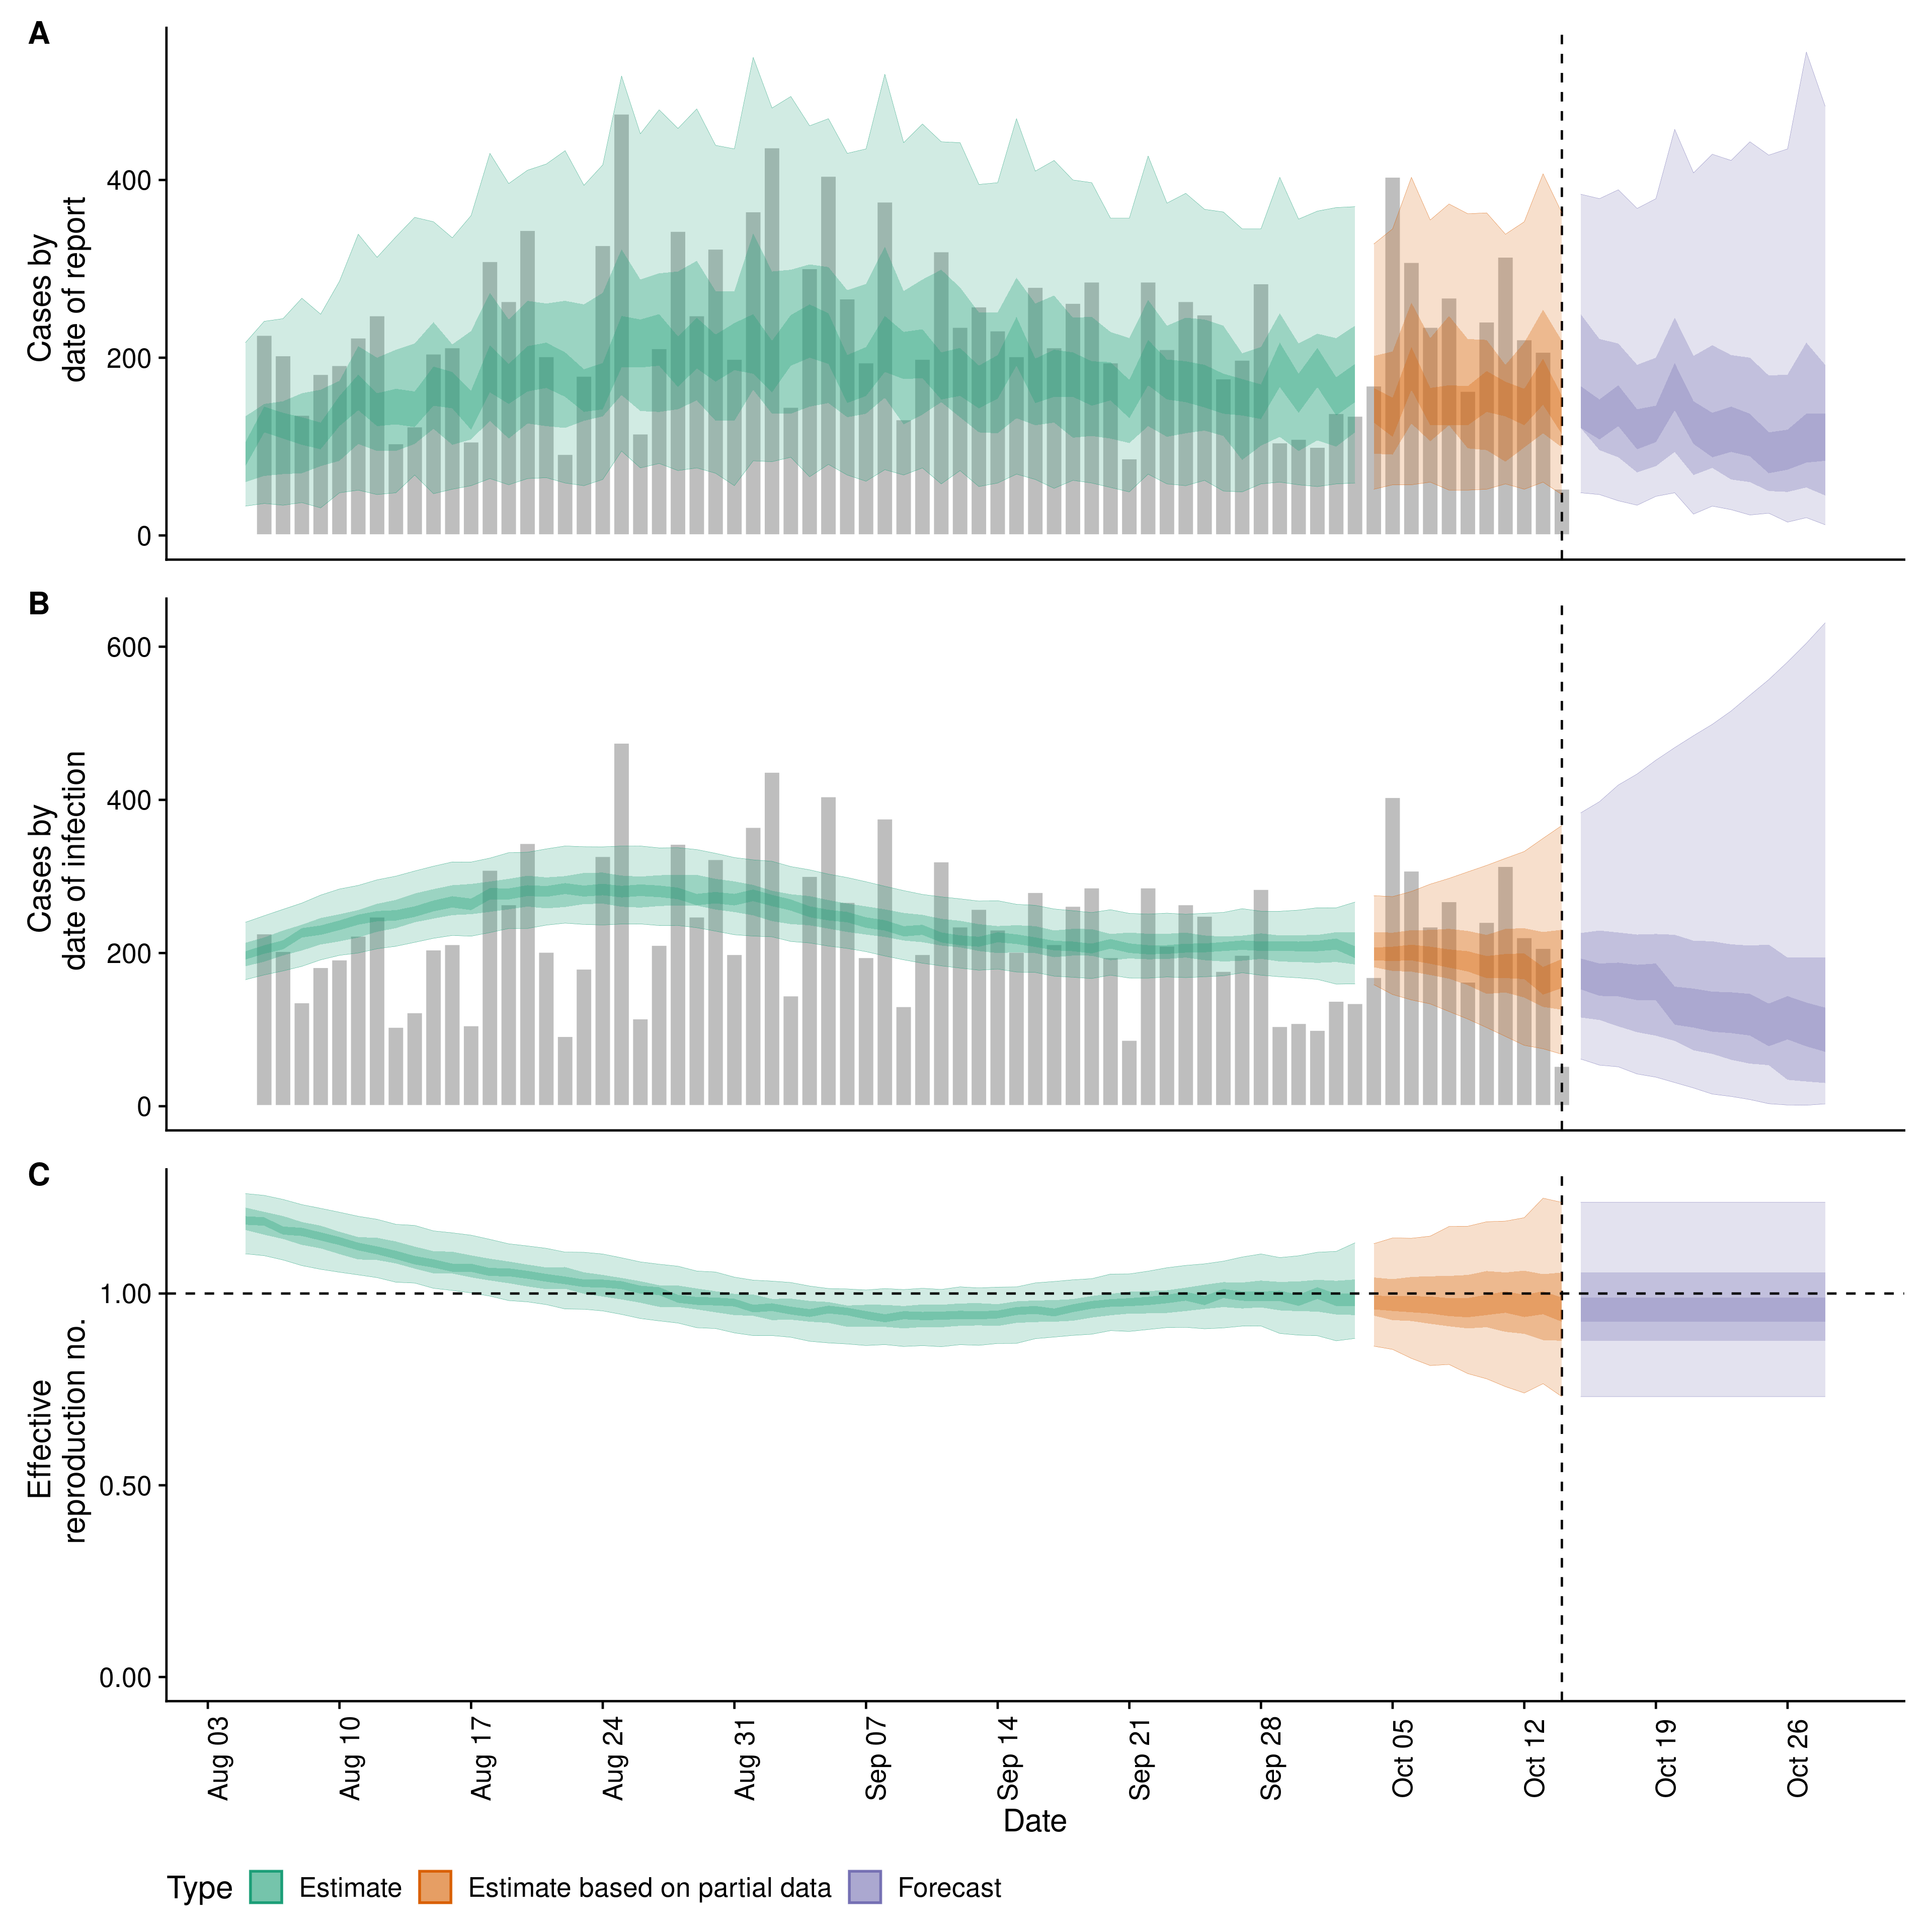 A
Cases by
date of report
400
200
0
B
Cases by
date of infection
600
400
200
0
C
Effective
reproduction no.
1.00
0.50
0.00
Aug 03
Aug 10
Aug 17
Aug 24
Aug 31
Sep 07
Sep 14
Sep 21
Sep 28
Oct 05
Oct 12
Oct 19
Oct 26
Date
Type Estimate Estimate based on partial data Forecast